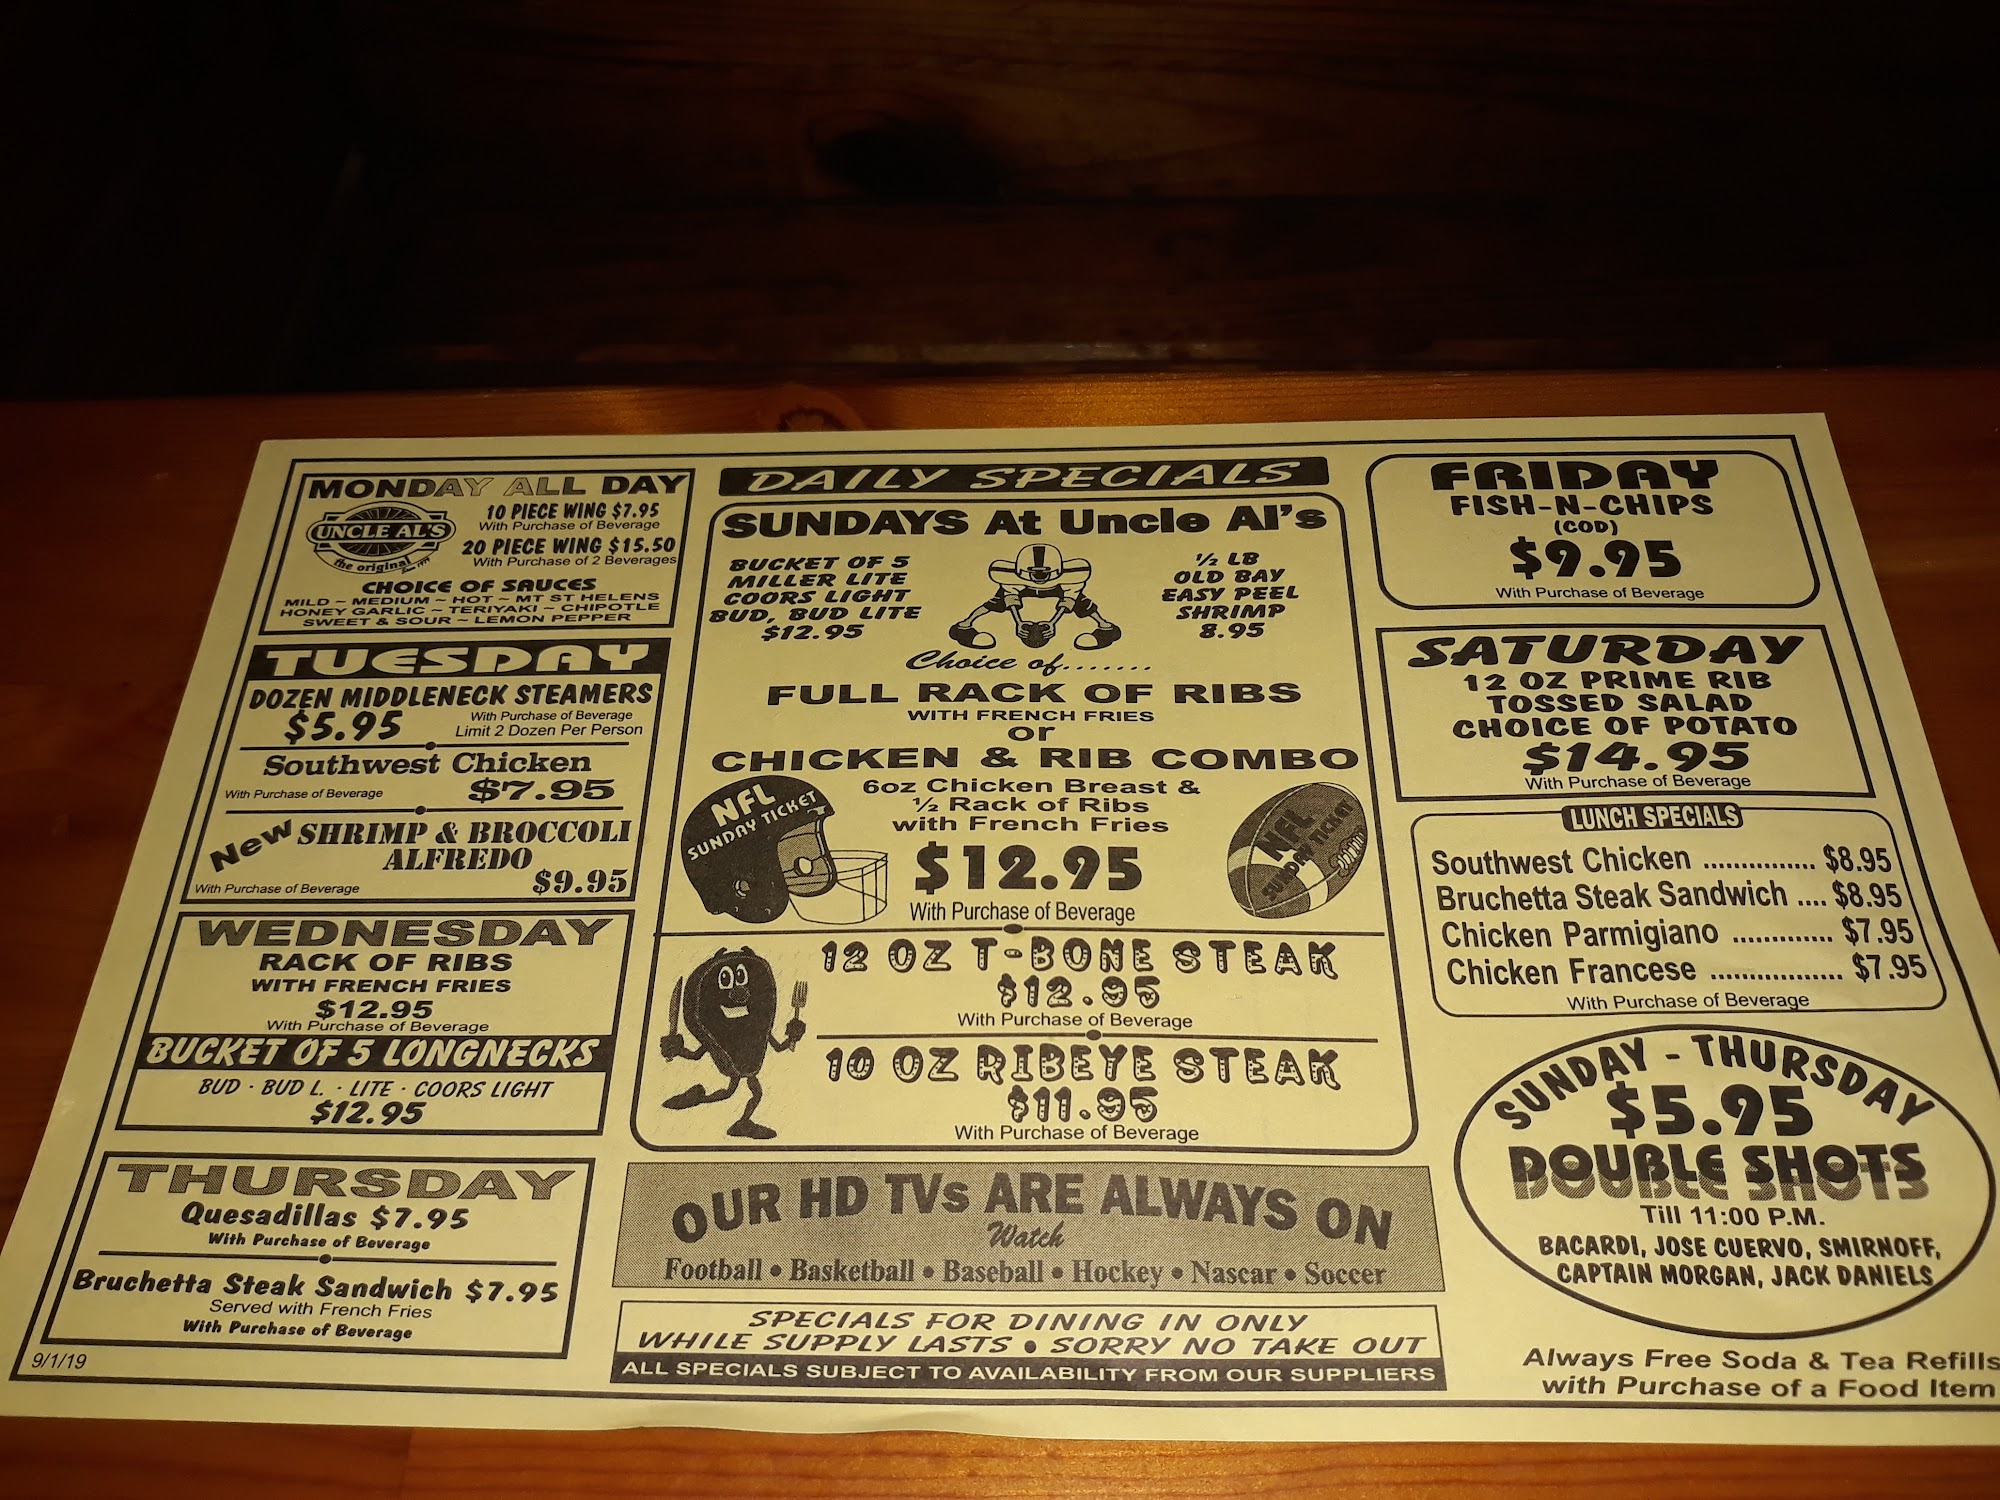 MONDAY ALL DAY
UNCLE AL'S
the original
10 PIECE WING $7.95
With Purchase of Beverage
20 PIECE WING $15.50
With Purchase of 2 Beverages
CHOICE OF SAUCES
MILD ~ MEDIUM ~ HOT ~ MT ST HELENS
HONEY GARLIC ~ TERIYAKI ~ CHIPOTLE
SWEET & SOUR ~ LEMON PEPPER
TUESDAY
DOZEN MIDDLENECK STEAMERS
$5.95
With Purchase of Beverage
Limit 2 Dozen Per Person
Southwest Chicken
With Purchase of Beverage
$7.95
New SHRIMP & BROCCOLI
ALFREDO
With Purchase of Beverage
$9.95
WEDNESDAY
RACK OF RIBS
WITH FRENCH FRIES
$12.95
With Purchase of Beverage
BUCKET OF 5 LONGNECKS
BUD · BUD L. · LITE · COORS LIGHT
$12.95
THURSDAY
Quesadillas $7.95
With Purchase of Beverage
Bruchetta Steak Sandwich $7.95
Served with French Fries
With Purchase of Beverage
9/1/19
DAILY SPECIALS
SUNDAYS At Uncle Al's
BUCKET OF 5
MILLER LITE
COORS LIGHT
BUD, BUD LITE
$12.95
½ LB
OLD BAY
EASY PEEL
SHRIMP
8.95
Choice of.......
FULL RACK OF RIBS
WITH FRENCH FRIES
or
CHICKEN & RIB COMBO
6oz Chicken Breast &
½ Rack of Ribs
with French Fries
$12.95
With Purchase of Beverage
NFL
SUNDAY TICKET
NFL
SUNDAY TICKET
12 OZ T-BONE STEAK
$12.95
With Purchase of Beverage
10 OZ RIBEYE STEAK
$11.95
With Purchase of Beverage
OUR HD TVs ARE ALWAYS ON
Watch
Football • Basketball • Baseball • Hockey • Nascar • Soccer
SPECIALS FOR DINING IN ONLY
WHILE SUPPLY LASTS • SORRY NO TAKE OUT
ALL SPECIALS SUBJECT TO AVAILABILITY FROM OUR SUPPLIERS
FRIDAY
FISH-N-CHIPS
(COD)
$9.95
With Purchase of Beverage
SATURDAY
12 OZ PRIME RIB
TOSSED SALAD
CHOICE OF POTATO
$14.95
With Purchase of Beverage
LUNCH SPECIALS
Southwest Chicken ............... $8.95
Bruchetta Steak Sandwich .... $8.95
Chicken Parmigiano ............. $7.95
Chicken Francese ................. $7.95
With Purchase of Beverage
SUNDAY - THURSDAY
$5.95
DOUBLE SHOTS
Till 11:00 P.M.
BACARDI, JOSE CUERVO, SMIRNOFF,
CAPTAIN MORGAN, JACK DANIELS
Always Free Soda & Tea Refills
with Purchase of a Food Item